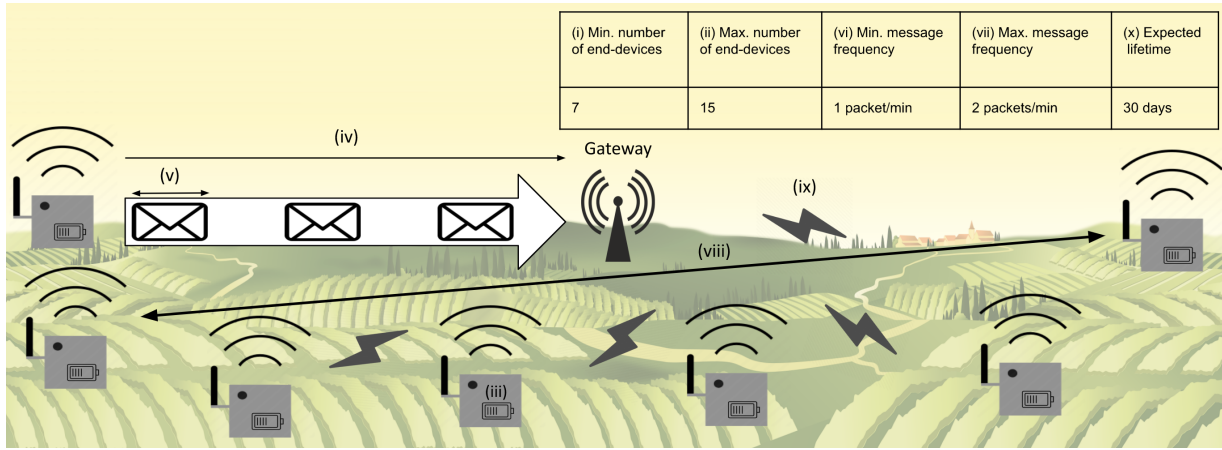 (i) Min. number
of end-devices
(ii) Max. number
of end-devices
(vi) Min. message
frequency
(vii) Max. message
frequency
(x) Expected
lifetime
7
15
1 packet/min
2 packets/min
30 days
(iv)
Gateway
(v)
(ix)
(viii)
(iii)